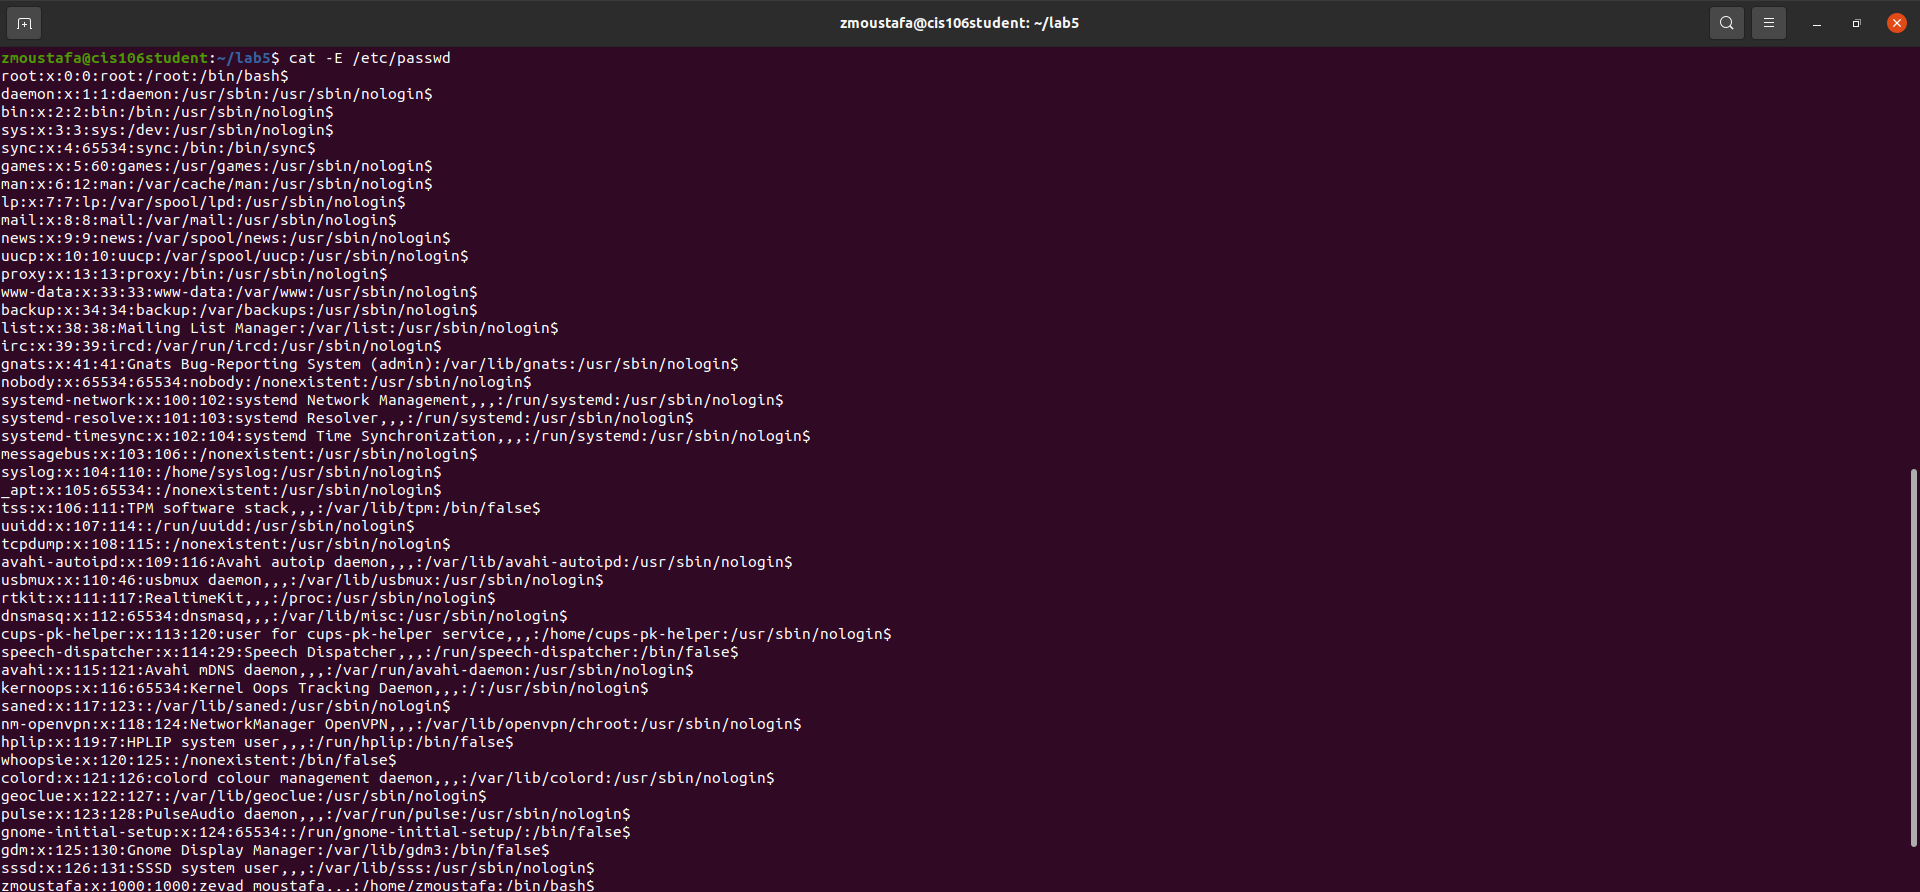 zmoustafa@cis106student: ~/lab5
zmoustafa@cis106student:~/lab5$ cat -E /etc/passwd
root:x:0:0:root:/root:/bin/bash$
daemon:x:1:1:daemon:/usr/sbin:/usr/sbin/nologin$
bin:x:2:2:bin:/bin:/usr/sbin/nologin$
sys:x:3:3:sys:/dev:/usr/sbin/nologin$
sync:x:4:65534:sync:/bin:/bin/sync$
games:x:5:60:games:/usr/games:/usr/sbin/nologin$
man:x:6:12:man:/var/cache/man:/usr/sbin/nologin$
lp:x:7:7:lp:/var/spool/lpd:/usr/sbin/nologin$
mail:x:8:8:mail:/var/mail:/usr/sbin/nologin$
news:x:9:9:news:/var/spool/news:/usr/sbin/nologin$
uucp:x:10:10:uucp:/var/spool/uucp:/usr/sbin/nologin$
proxy:x:13:13:proxy:/bin:/usr/sbin/nologin$
www-data:x:33:33:www-data:/var/www:/usr/sbin/nologin$
backup:x:34:34:backup:/var/backups:/usr/sbin/nologin$
list:x:38:38:Mailing List Manager:/var/list:/usr/sbin/nologin$
irc:x:39:39:ircd:/var/run/ircd:/usr/sbin/nologin$
gnats:x:41:41:Gnats Bug-Reporting System (admin):/var/lib/gnats:/usr/sbin/nologin$
nobody:x:65534:65534:nobody:/nonexistent:/usr/sbin/nologin$
systemd-network:x:100:102:systemd Network Management,,,:/run/systemd:/usr/sbin/nologin$
systemd-resolve:x:101:103:systemd Resolver,,,:/run/systemd:/usr/sbin/nologin$
systemd-timesync:x:102:104:systemd Time Synchronization,,,:/run/systemd:/usr/sbin/nologin$
messagebus:x:103:106::/nonexistent:/usr/sbin/nologin$
syslog:x:104:110::/home/syslog:/usr/sbin/nologin$
_apt:x:105:65534::/nonexistent:/usr/sbin/nologin$
tss:x:106:111:TPM software stack,,,:/var/lib/tpm:/bin/false$
uuidd:x:107:114::/run/uuidd:/usr/sbin/nologin$
tcpdump:x:108:115::/nonexistent:/usr/sbin/nologin$
avahi-autoipd:x:109:116:Avahi autoip daemon,,,:/var/lib/avahi-autoipd:/usr/sbin/nologin$
usbmux:x:110:46:usbmux daemon,,,:/var/lib/usbmux:/usr/sbin/nologin$
rtkit:x:111:117:RealtimeKit,,,:/proc:/usr/sbin/nologin$
dnsmasq:x:112:65534:dnsmasq,,,:/var/lib/misc:/usr/sbin/nologin$
cups-pk-helper:x:113:120:user for cups-pk-helper service,,,:/home/cups-pk-helper:/usr/sbin/nologin$
speech-dispatcher:x:114:29:Speech Dispatcher,,,:/run/speech-dispatcher:/bin/false$
avahi:x:115:121:Avahi mDNS daemon,,,:/var/run/avahi-daemon:/usr/sbin/nologin$
kernoops:x:116:65534:Kernel Oops Tracking Daemon,,,:/:/usr/sbin/nologin$
saned:x:117:123::/var/lib/saned:/usr/sbin/nologin$
nm-openvpn:x:118:124:NetworkManager OpenVPN,,,:/var/lib/openvpn/chroot:/usr/sbin/nologin$
hplip:x:119:7:HPLIP system user,,,:/run/hplip:/bin/false$
whoopsie:x:120:125::/nonexistent:/bin/false$
colord:x:121:126:colord colour management daemon,,,:/var/lib/colord:/usr/sbin/nologin$
geoclue:x:122:127::/var/lib/geoclue:/usr/sbin/nologin$
pulse:x:123:128:PulseAudio daemon,,,:/var/run/pulse:/usr/sbin/nologin$
gnome-initial-setup:x:124:65534::/run/gnome-initial-setup/:/bin/false$
gdm:x:125:130:Gnome Display Manager:/var/lib/gdm3:/bin/false$
sssd:x:126:131:SSSD system user,,,:/var/lib/sss:/usr/sbin/nologin$
zmoustafa:x:1000:1000:zeyad moustafa,,,:/home/zmoustafa:/bin/bash$